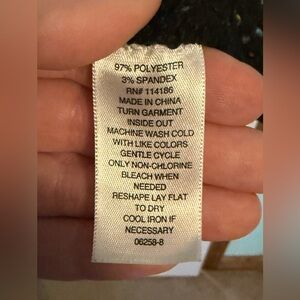 97% POLYESTER
3% SPANDEX
RN# 114186
MADE IN CHINA
TURN GARMENT
INSIDE OUT
MACHINE WASH COLD
WITH LIKE COLORS
GENTLE CYCLE
ONLY NON-CHLORINE
BLEACH WHEN
NEEDED
RESHAPE LAY FLAT
TO DRY
COOL IRON IF
NECESSARY
06258-8